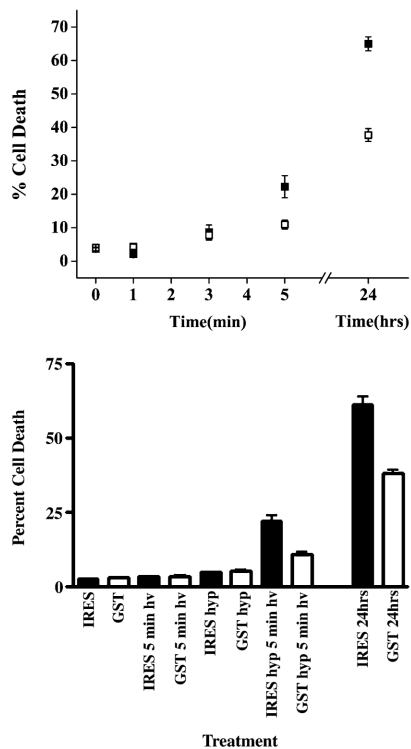 % Cell Death
70
60
50
40
30
20
10
0
0 1 2 3 4 5 24
Time(min) Time(hrs)
Percent Cell Death
75
50
25
0
IRES
GST
IRES 5 min hv
GST 5 min hv
IRES hyp
GST hyp
IRES hyp 5 min hv
GST hyp 5 min hv
IRES 24hrs
GST 24hrs
Treatment